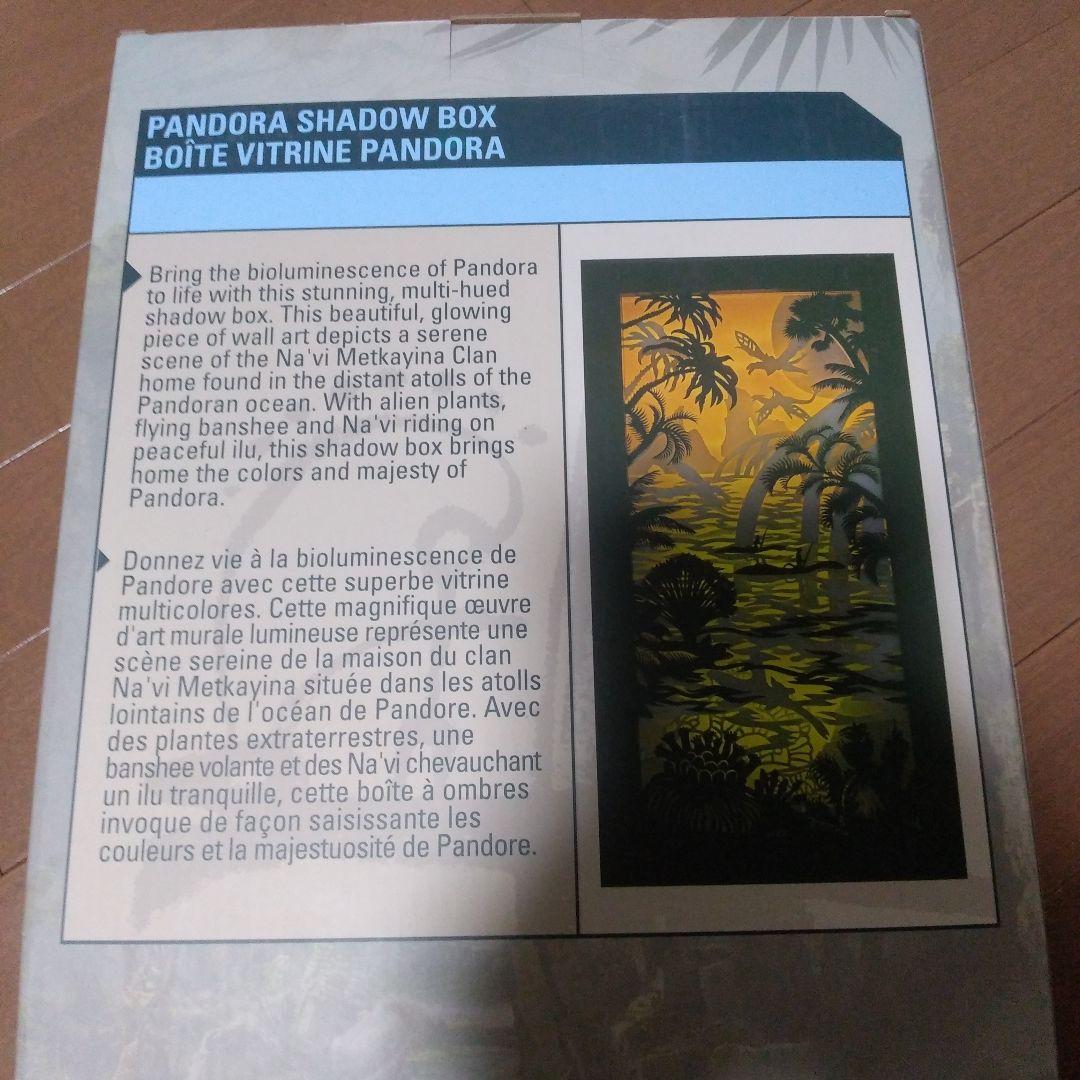 PANDORA SHADOW BOX
BOÎTE VITRINE PANDORA
Bring the bioluminescence of Pandora
to life with this stunning, multi-hued
shadow box. This beautiful, glowing
piece of wall art depicts a serene
scene of the Na'vi Metkayina Clan
home found in the distant atolls of the
Pandoran ocean. With alien plants,
flying banshee and Na'vi riding on
peaceful ilu, this shadow box brings
home the colors and majesty of
Pandora.
Donnez vie à la bioluminescence de
Pandore avec cette superbe vitrine
multicolores. Cette magnifique œuvre
d'art murale lumineuse représente une
scène sereine de la maison du clan
Na'vi Metkayina située dans les atolls
lointains de l'océan de Pandore. Avec
des plantes extraterrestres, une
banshee volante et des Na'vi chevauchant
un ilu tranquille, cette boîte à ombres
invoque de façon saisissante les
couleurs et la majestuosité de Pandore.